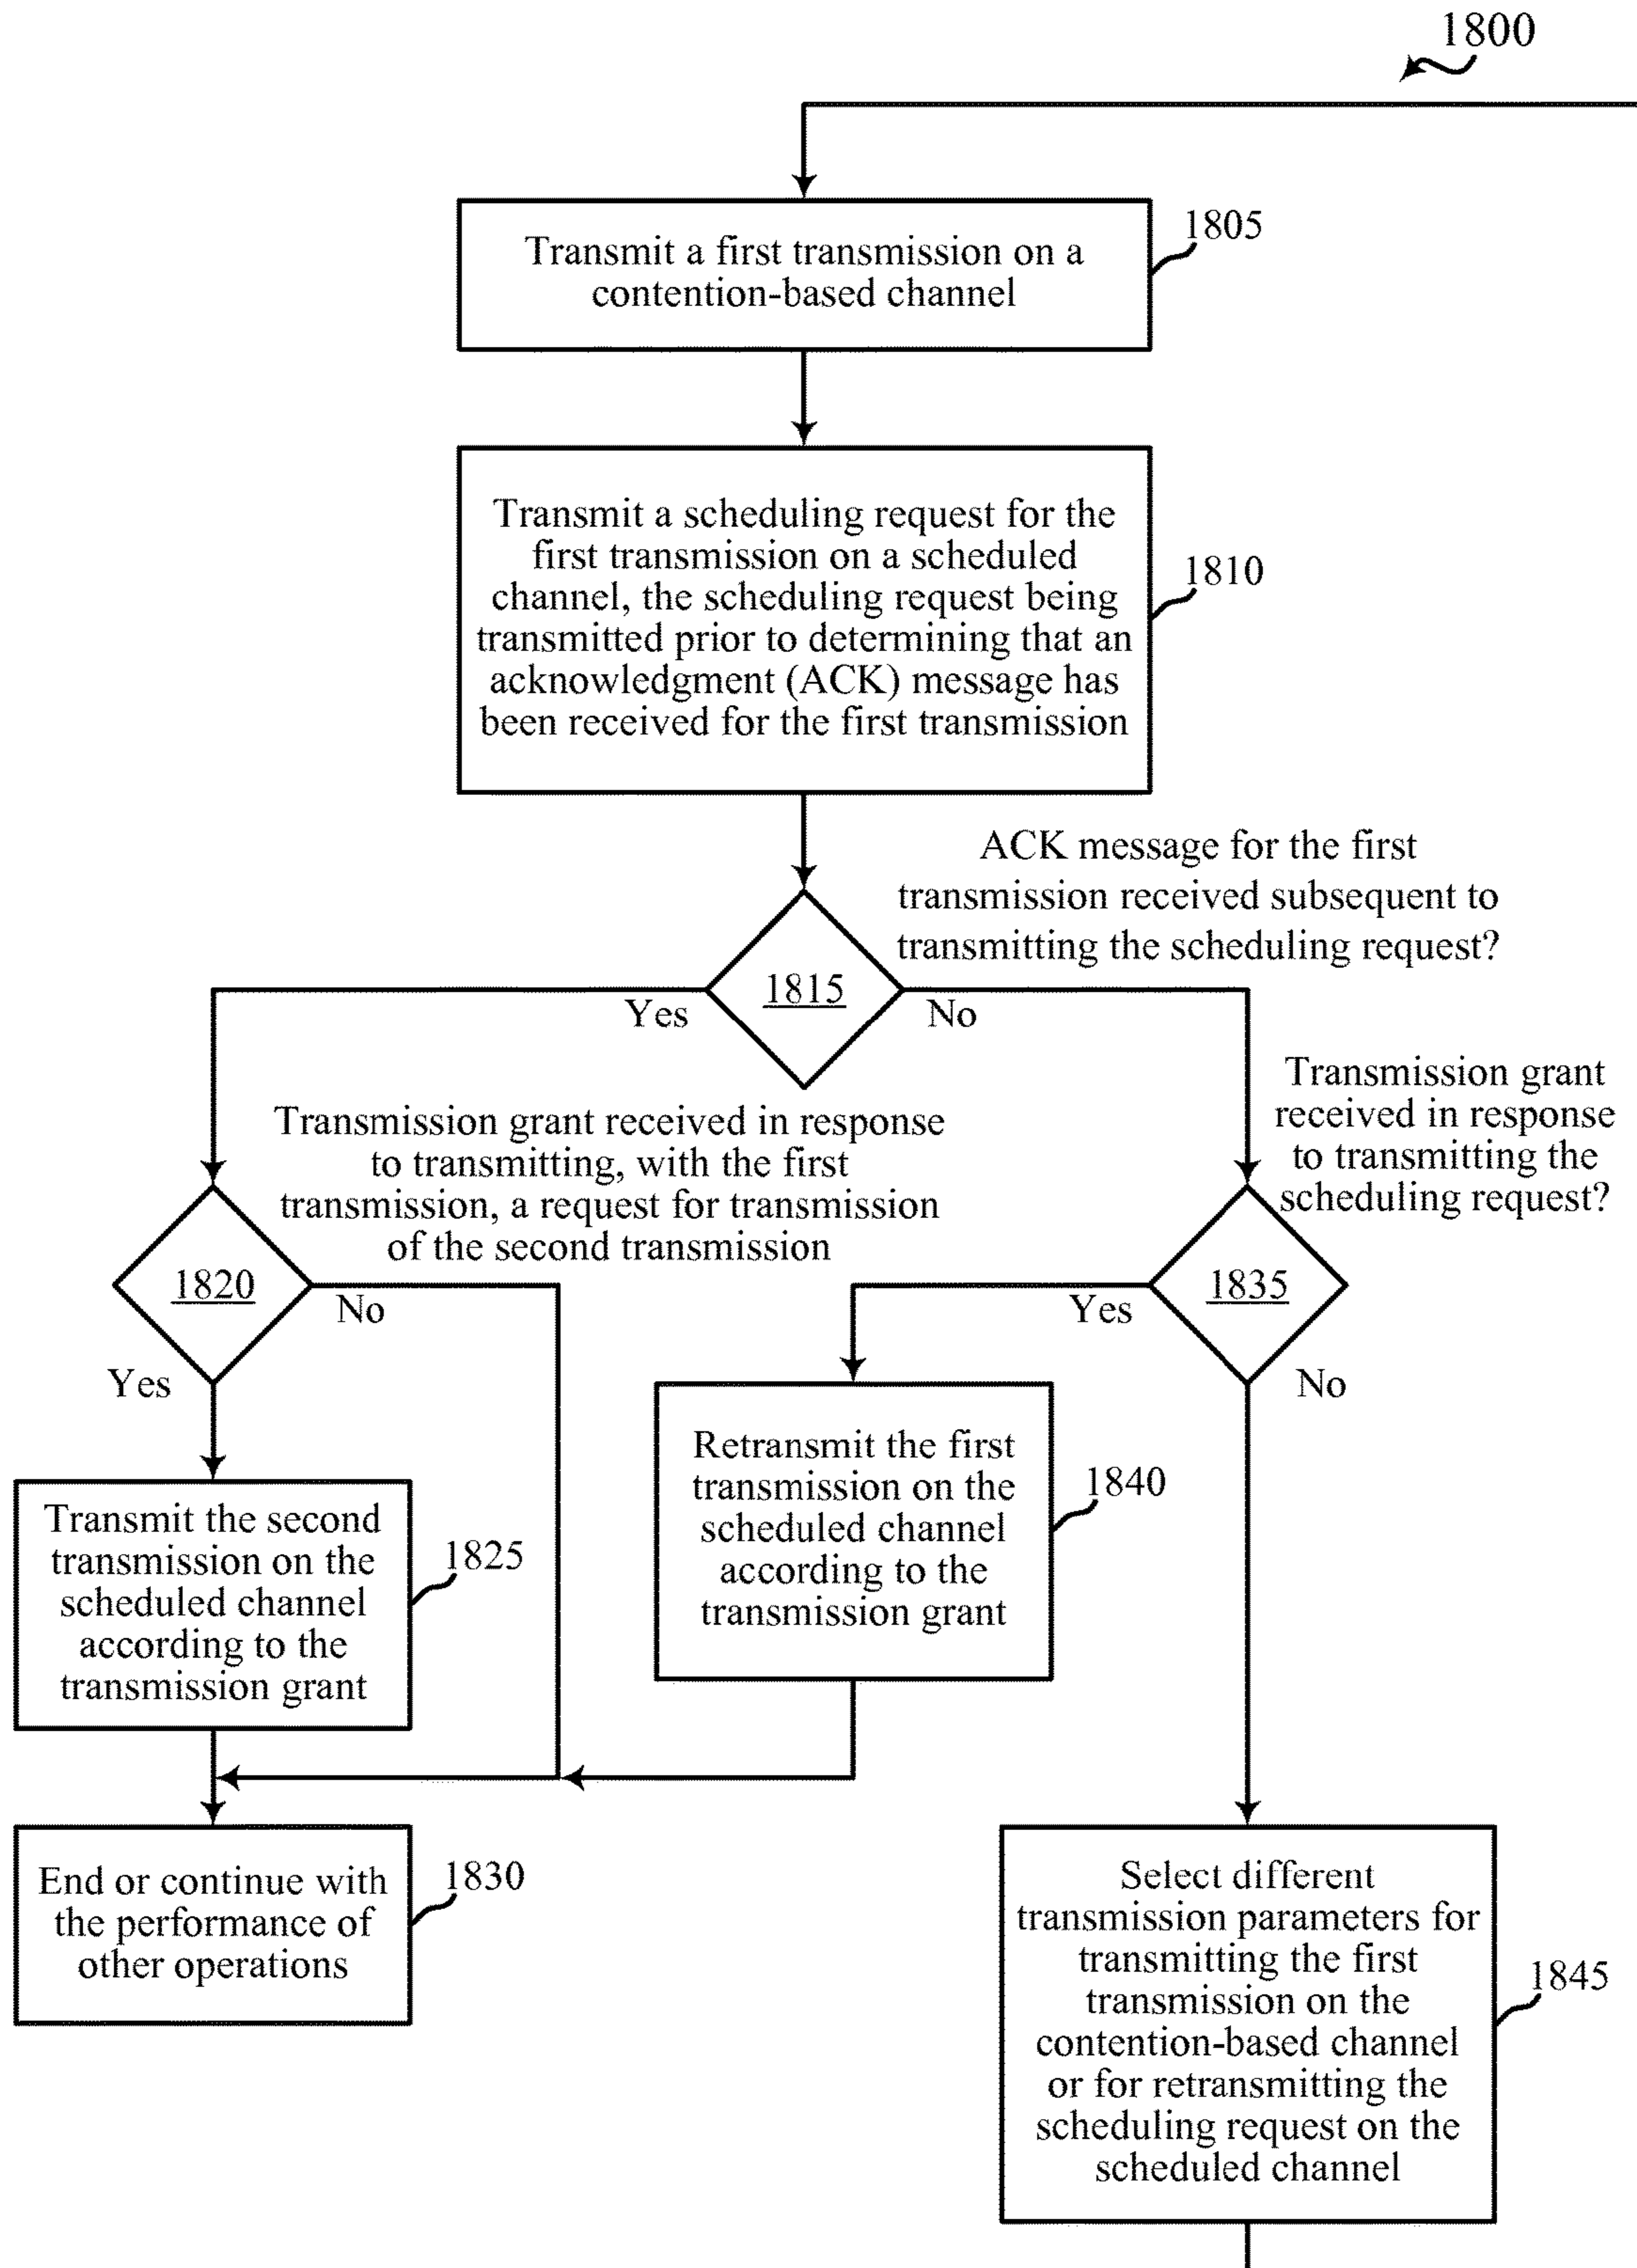 1800
Transmit a first transmission on a
contention-based channel
1805
Transmit a scheduling request for the
first transmission on a scheduled
channel, the scheduling request being
transmitted prior to determining that an
acknowledgment (ACK) message has
been received for the first transmission
1810
ACK message for the first
transmission received subsequent to
transmitting the scheduling request?
1815
Yes
No
Transmission grant received in response
to transmitting, with the first
transmission, a request for transmission
of the second transmission
1820
No
Yes
Transmission grant
received in response
to transmitting the
scheduling request?
1835
Yes
No
Transmit the second
transmission on the
scheduled channel
according to the
transmission grant
1825
Retransmit the first
transmission on the
scheduled channel
according to the
transmission grant
1840
End or continue with
the performance of
other operations
1830
Select different
transmission parameters for
transmitting the first
transmission on the
contention-based channel
or for retransmitting the
scheduling request on the
scheduled channel
1845